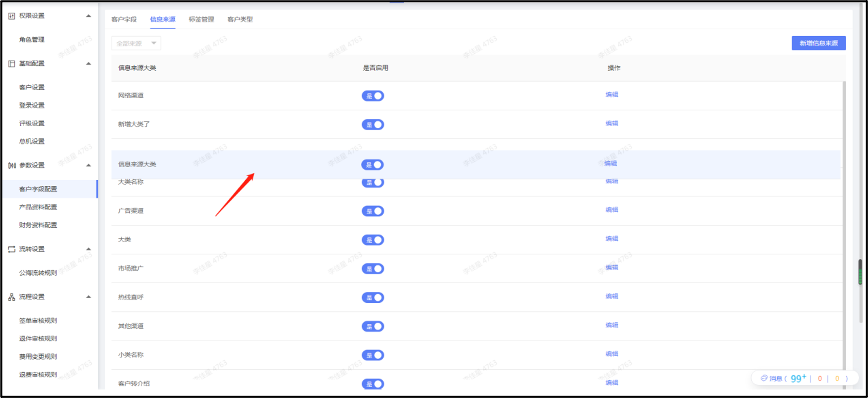 权限设置
角色管理
基础配置
客户设置
登录设置
评级设置
总机设置
参数设置
客户字段配置
产品资料配置
财务资料配置
流转设置
公海流转规则
流程设置
签单审核规则
退件审核规则
费用变更规则
退票审核规则
客户字段 信息来源 标签管理 客户类型
全部来源 新增信息来源
信息来源大类 是否启用 操作
网络渠道 是 编辑
新增大类了 是 编辑
信息来源大类 是 编辑
大类名称 是 编辑
广告渠道 是 编辑
大类 是 编辑
市场推广 是 编辑
热线直呼 是 编辑
其他渠道 是 编辑
小类名称 是 编辑
客户转介绍 是 编辑
消息 ( 99+ | 0 | 0 )